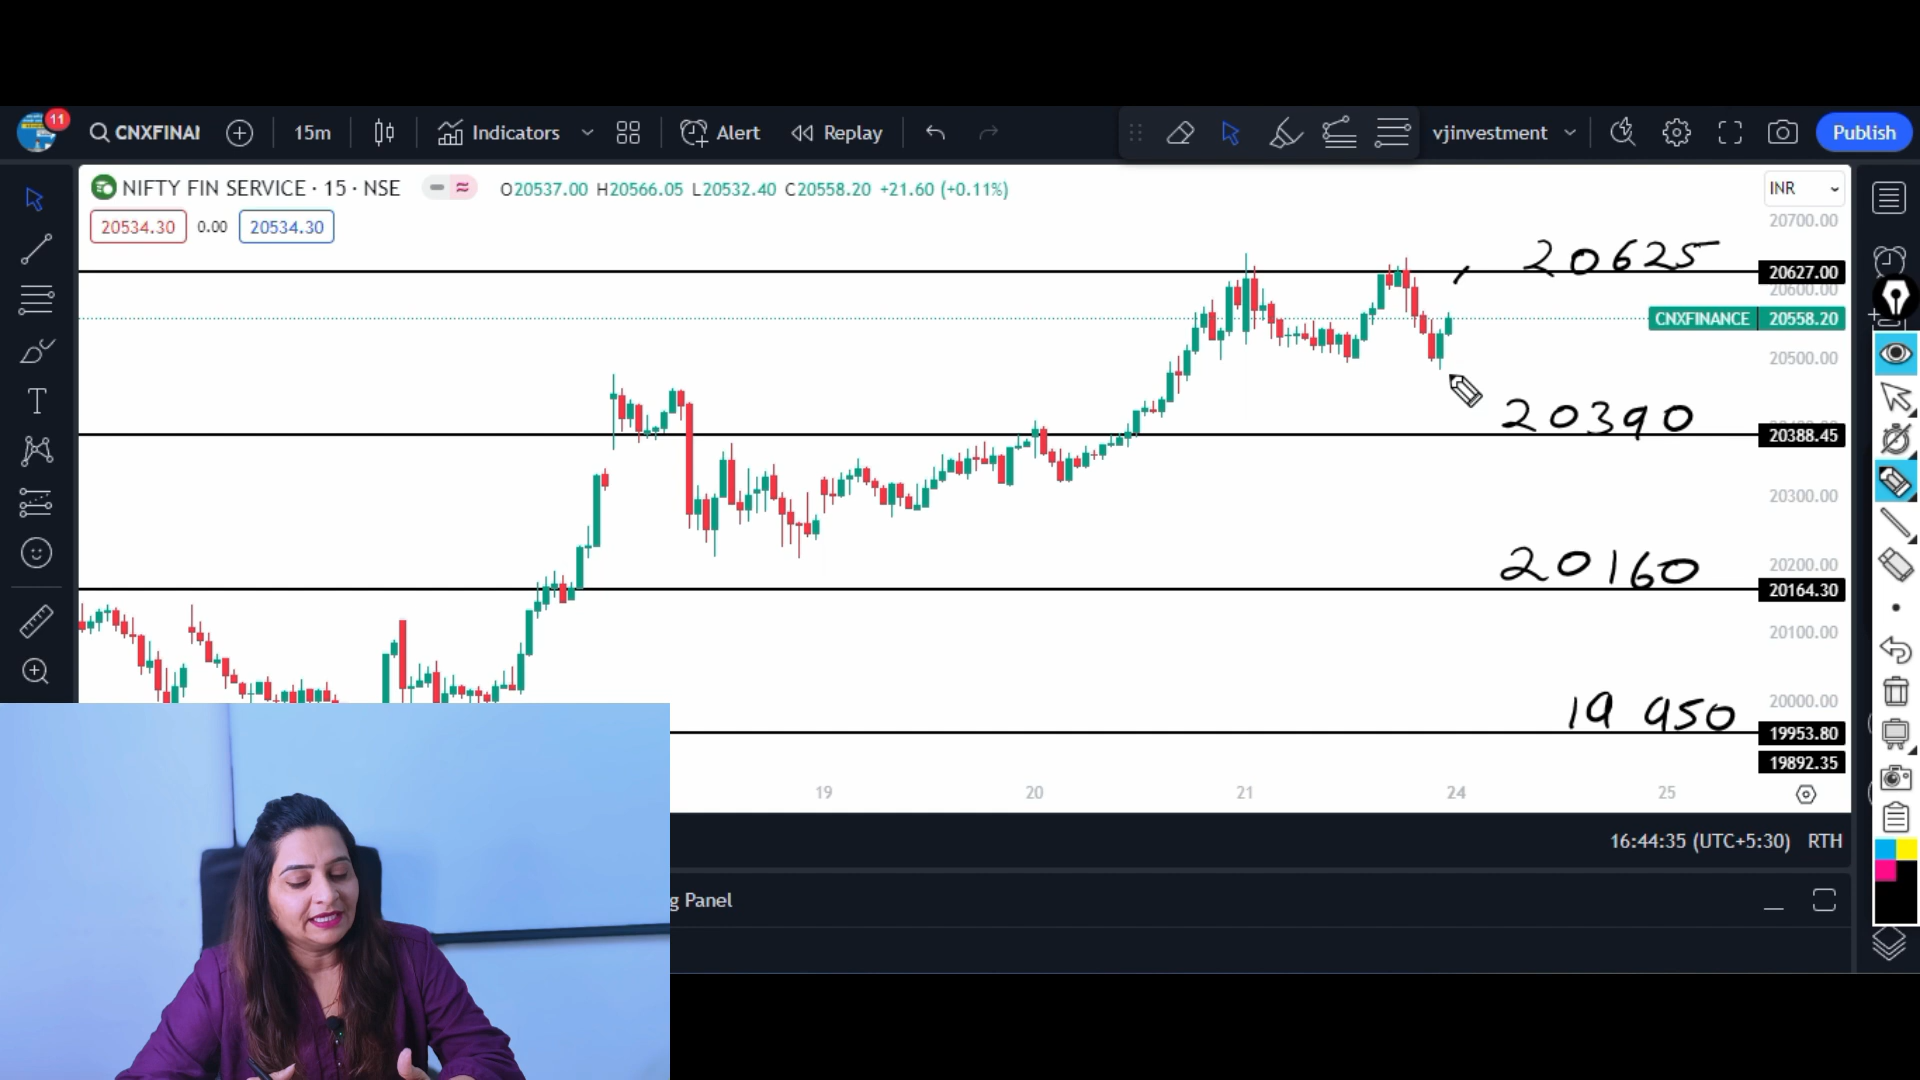 11
CNXFINAI
15m
Indicators
Alert
Replay
vjinvestment
Publish
NIFTY FIN SERVICE · 15 · NSE
O20537.00 H20566.05 L20532.40 C20558.20 +21.60 (+0.11%)
INR
20534.30 0.00 20534.30
20700.00
20625
20627.00
20600.00
CNXFINANCE 20558.20
20500.00
20390
20388.45
20300.00
20160
20200.00
20164.30
20100.00
20000.00
19 950
19953.80
19892.35
19 20 21 24 25
16:44:35 (UTC+5:30) RTH
g Panel